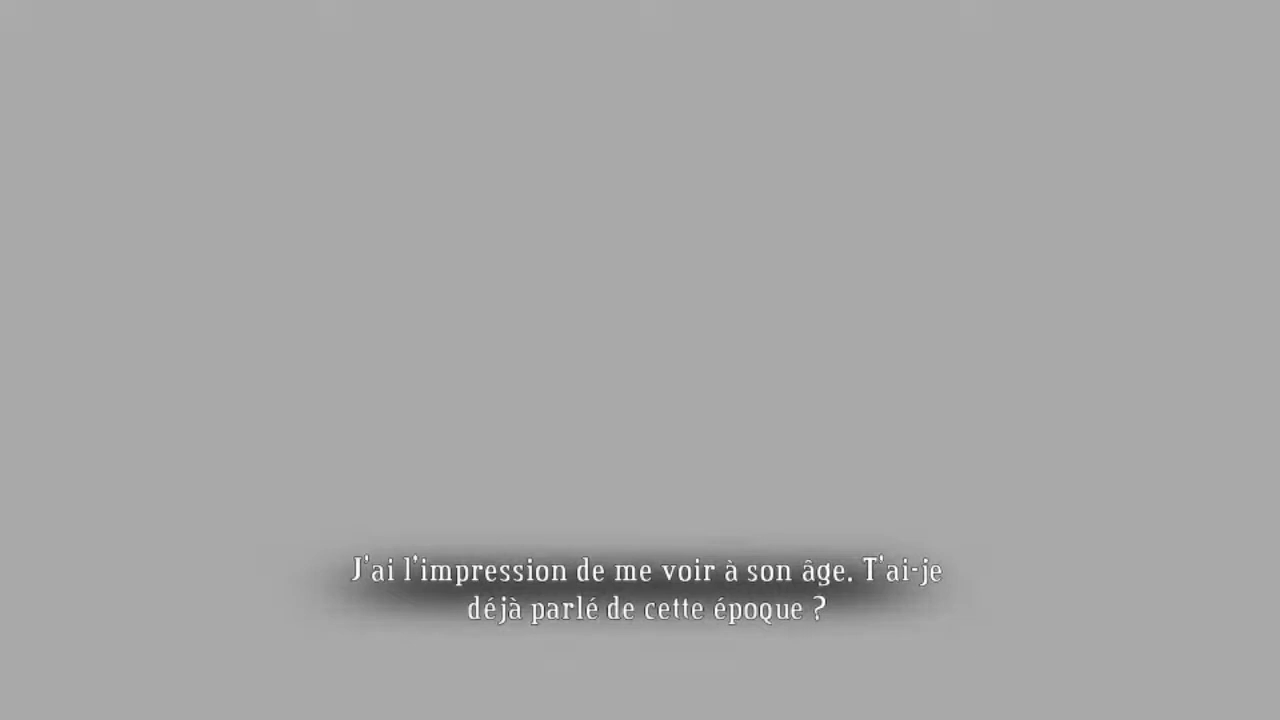 J'ai l'impression de me voir à son âge. T'ai-je
déjà parlé de cette époque ?